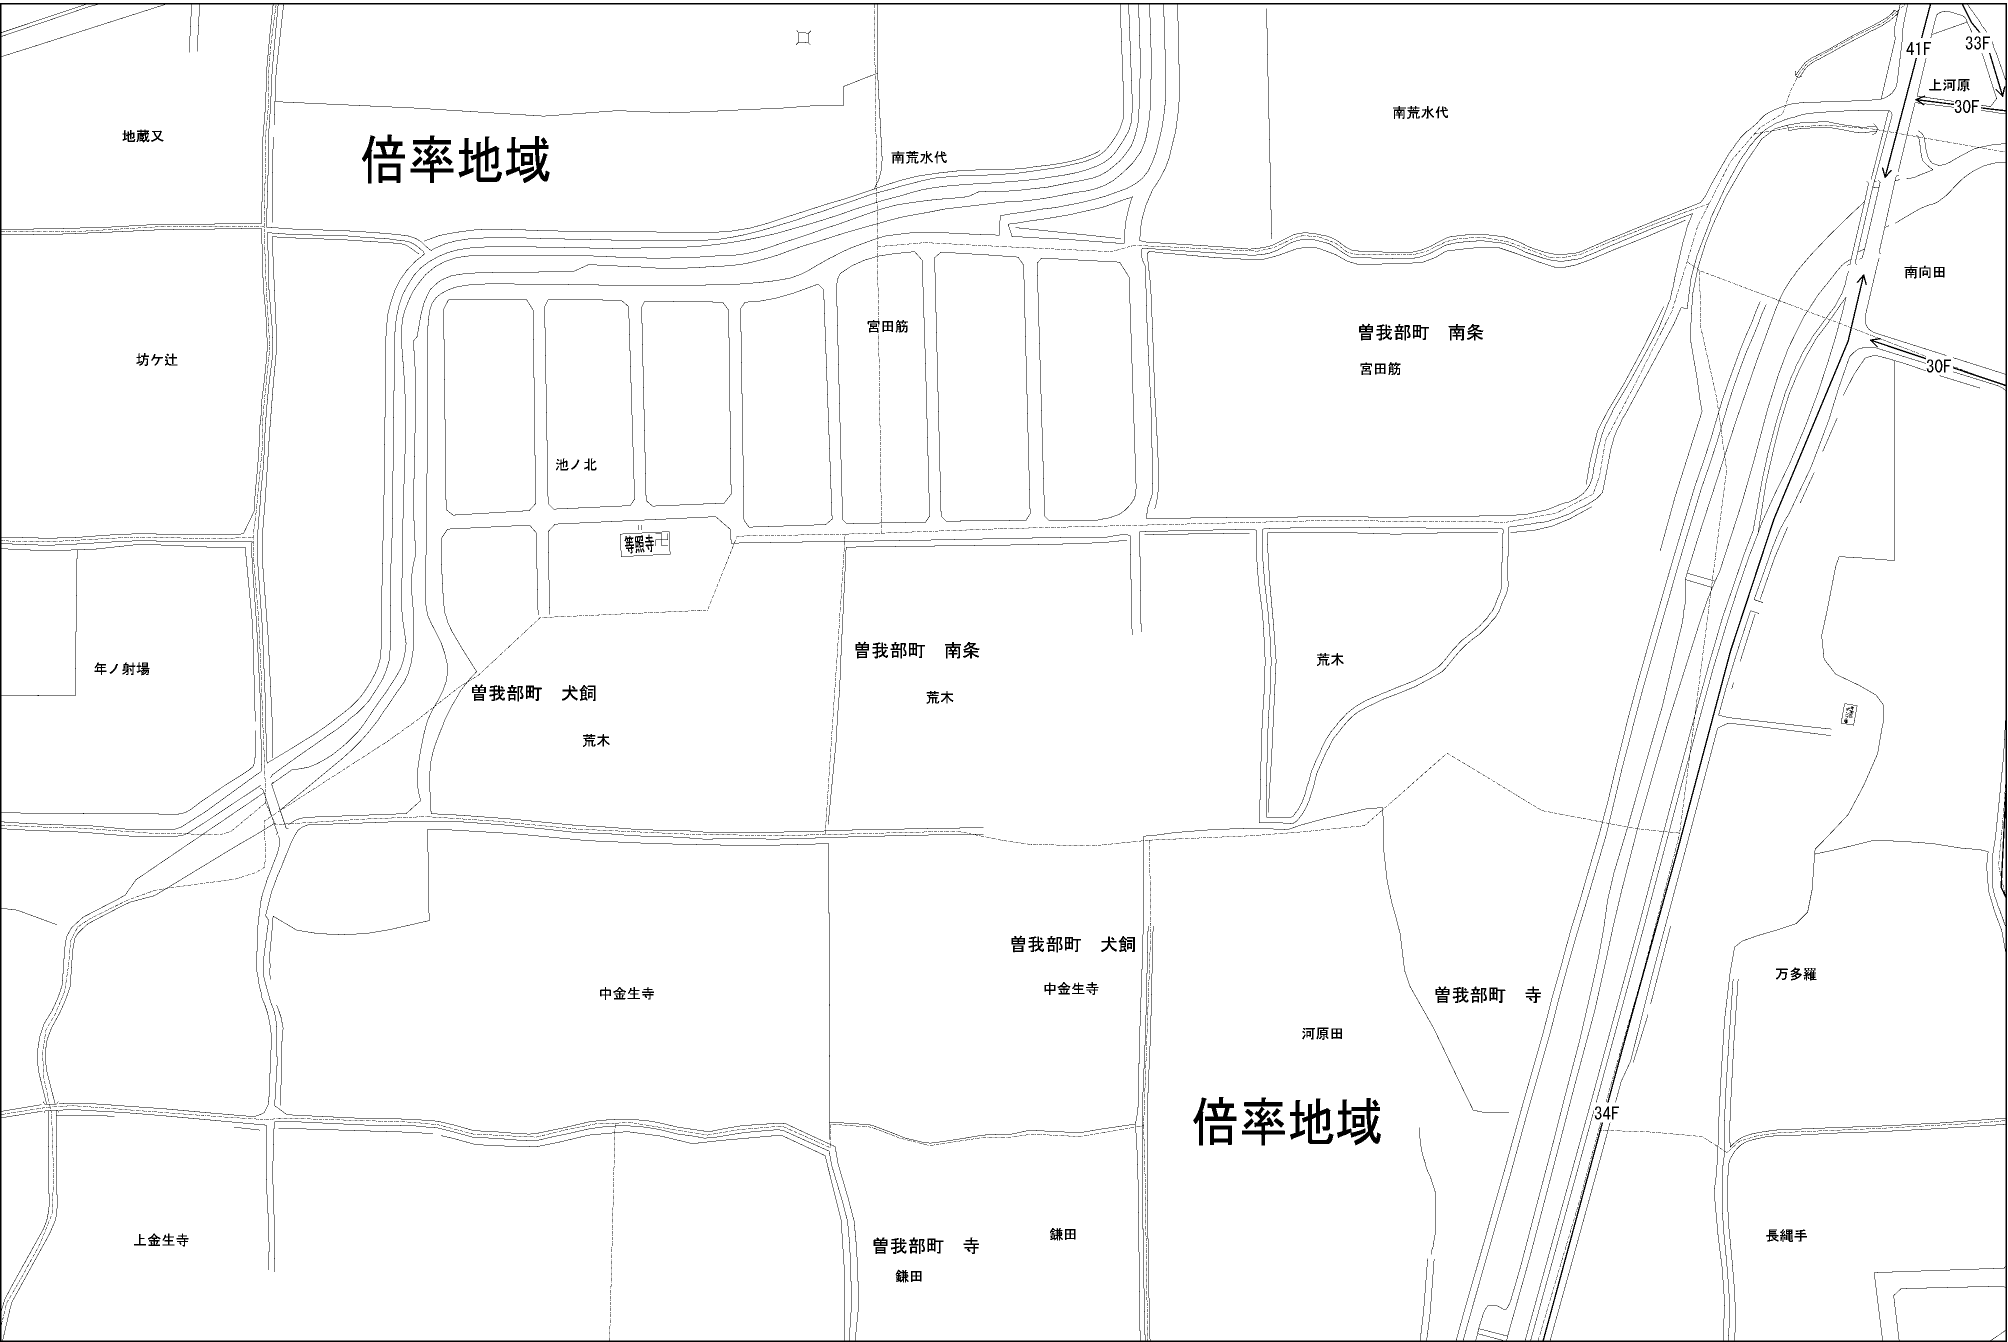 41F
33F
上河原
30F
南荒水代
地蔵又
倍率地域
南荒水代
南向田
宮田筋
曽我部町　南条
宮田筋
坊ケ辻
30F
池ノ北
等照寺
曽我部町　南条
荒木
年ノ射場
曽我部町　犬飼
荒木
荒木
曽我部町　犬飼
中金生寺
中金生寺
万多羅
曽我部町　寺
河原田
倍率地域
34F
上金生寺
曽我部町　寺
鎌田
鎌田
長縄手